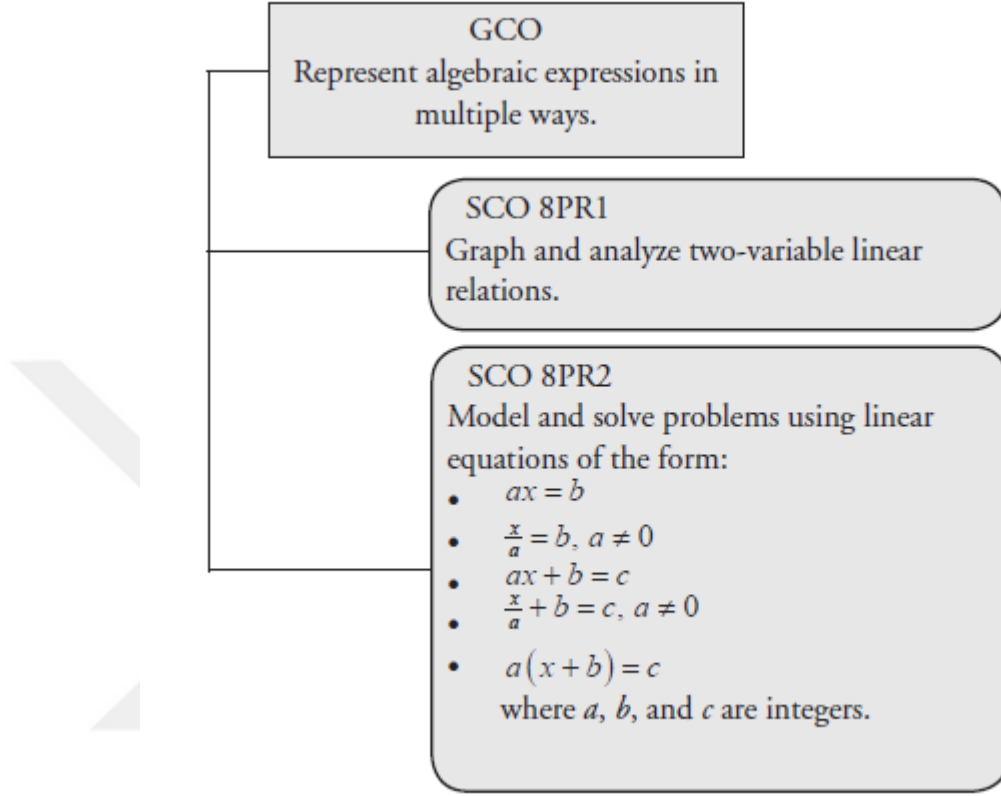 GCO
Represent algebraic expressions in
multiple ways.
SCO 8PR1
Graph and analyze two-variable linear
relations.
SCO 8PR2
Model and solve problems using linear
equations of the form:
• ax = b
• x/a = b, a ≠ 0
• ax + b = c
• x/a + b = c, a ≠ 0
• a(x + b) = c
where a, b, and c are integers.